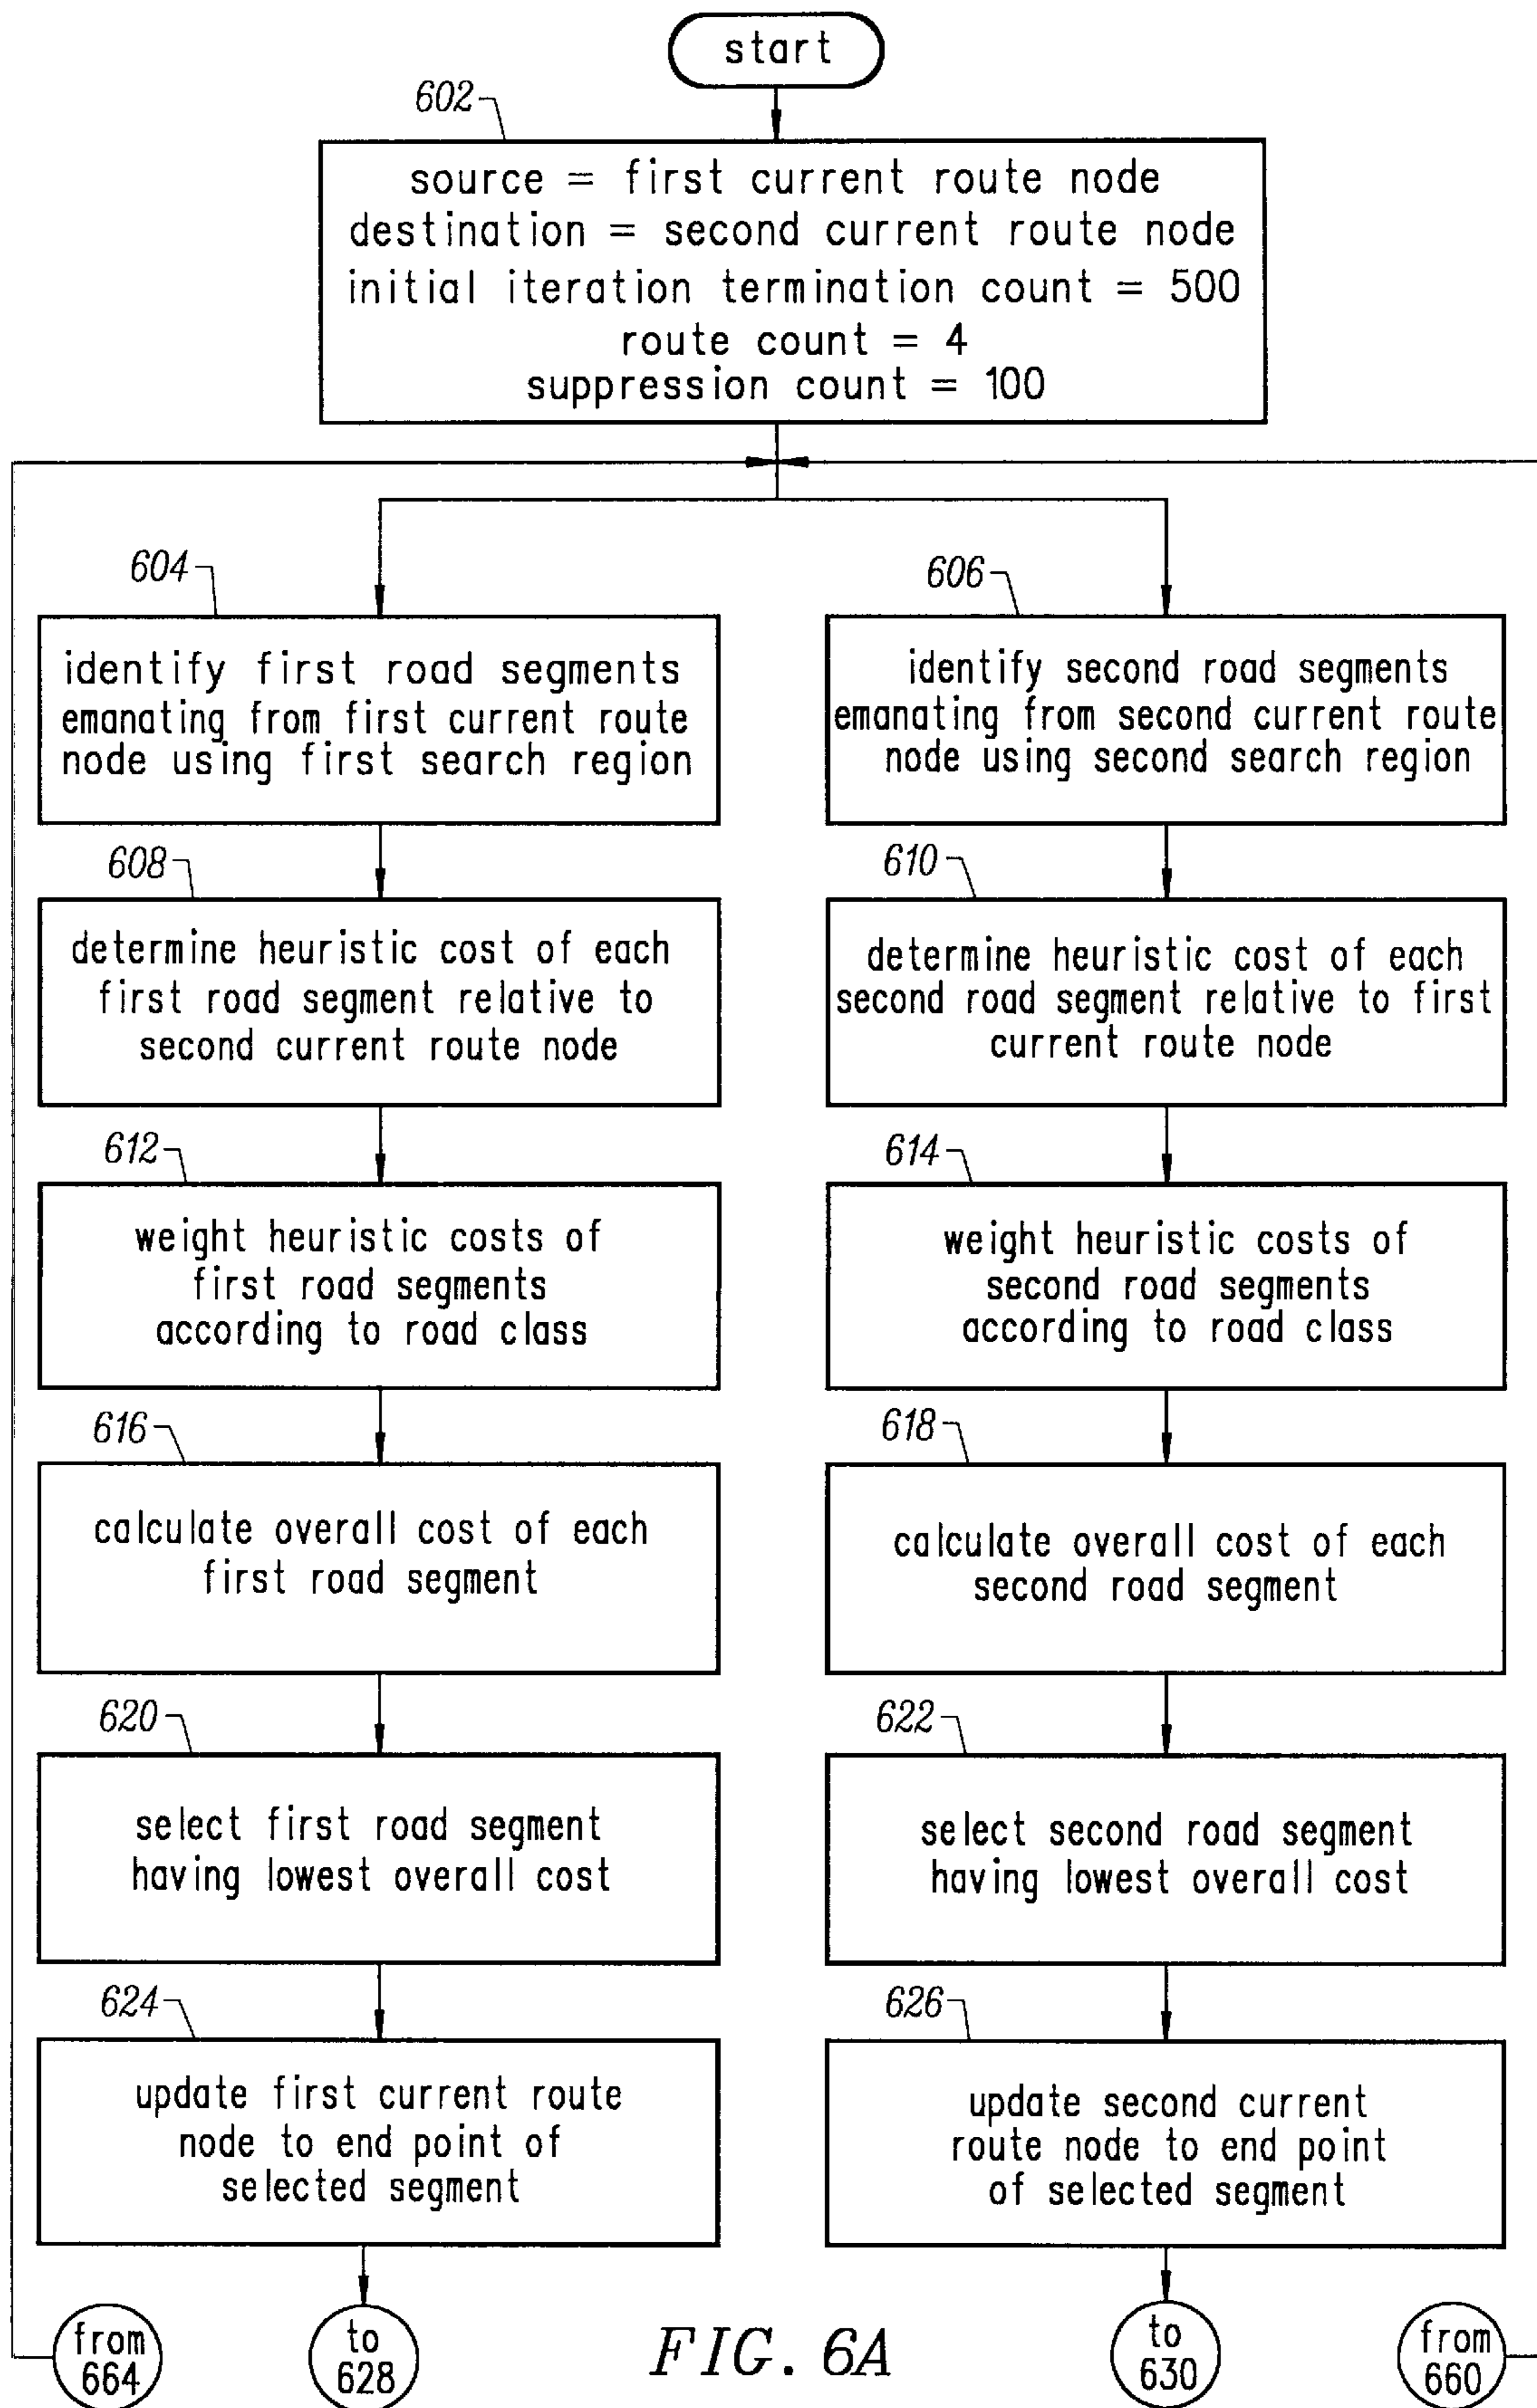 start
602
source = first current route node
destination = second current route node
initial iteration termination count = 500
route count = 4
suppression count = 100
604
identify first road segments
emanating from first current route
node using first search region
606
identify second road segments
emanating from second current route
node using second search region
608
determine heuristic cost of each
first road segment relative to
second current route node
610
determine heuristic cost of each
second road segment relative to first
current route node
612
weight heuristic costs of
first road segments
according to road class
614
weight heuristic costs of
second road segments
according to road class
616
calculate overall cost of each
first road segment
618
calculate overall cost of each
second road segment
620
select first road segment
having lowest overall cost
622
select second road segment
having lowest overall cost
624
update first current route
node to end point of
selected segment
626
update second current
route node to end point
of selected segment
from
664
to
628
FIG. 6A
to
630
from
660